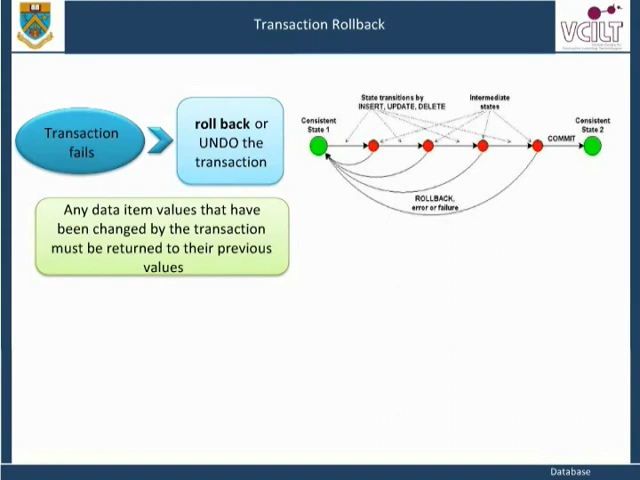 Transaction Rollback
VCILT
Transaction
fails
roll back or
UNDO the
transaction
Any data item values that have
been changed by the transaction
must be returned to their previous
values
State transitions by
INSERT, UPDATE, DELETE
Intermediate
states
Consistent
State 1
COMMIT
Consistent
State 2
ROLLBACK,
error or failure
Database